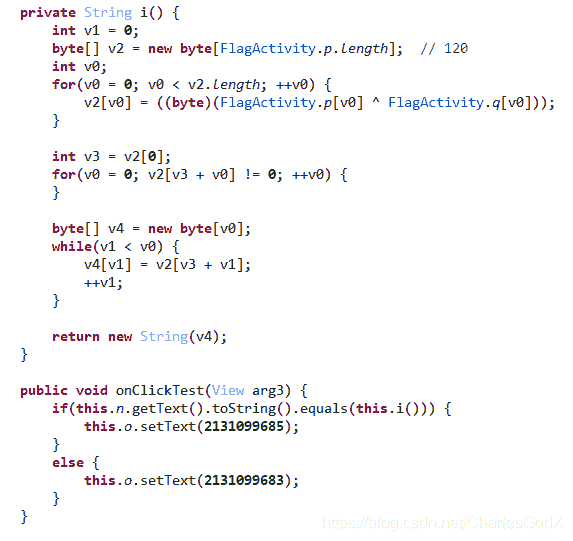 private String i() {
    int v1 = 0;
    byte[] v2 = new byte[FlagActivity.p.length];  // 120
    int v0;
    for(v0 = 0; v0 < v2.length; ++v0) {
        v2[v0] = ((byte)(FlagActivity.p[v0] ^ FlagActivity.q[v0]));
    }

    int v3 = v2[0];
    for(v0 = 0; v2[v3 + v0] != 0; ++v0) {
    }

    byte[] v4 = new byte[v0];
    while(v1 < v0) {
        v4[v1] = v2[v3 + v1];
        ++v1;
    }

    return new String(v4);
}

public void onClickTest(View arg3) {
    if(this.n.getText().toString().equals(this.i())) {
        this.o.setText(2131099685);
    }
    else {
        this.o.setText(2131099683);
    }
}
https://blog.csdn.net/CharlesGodX